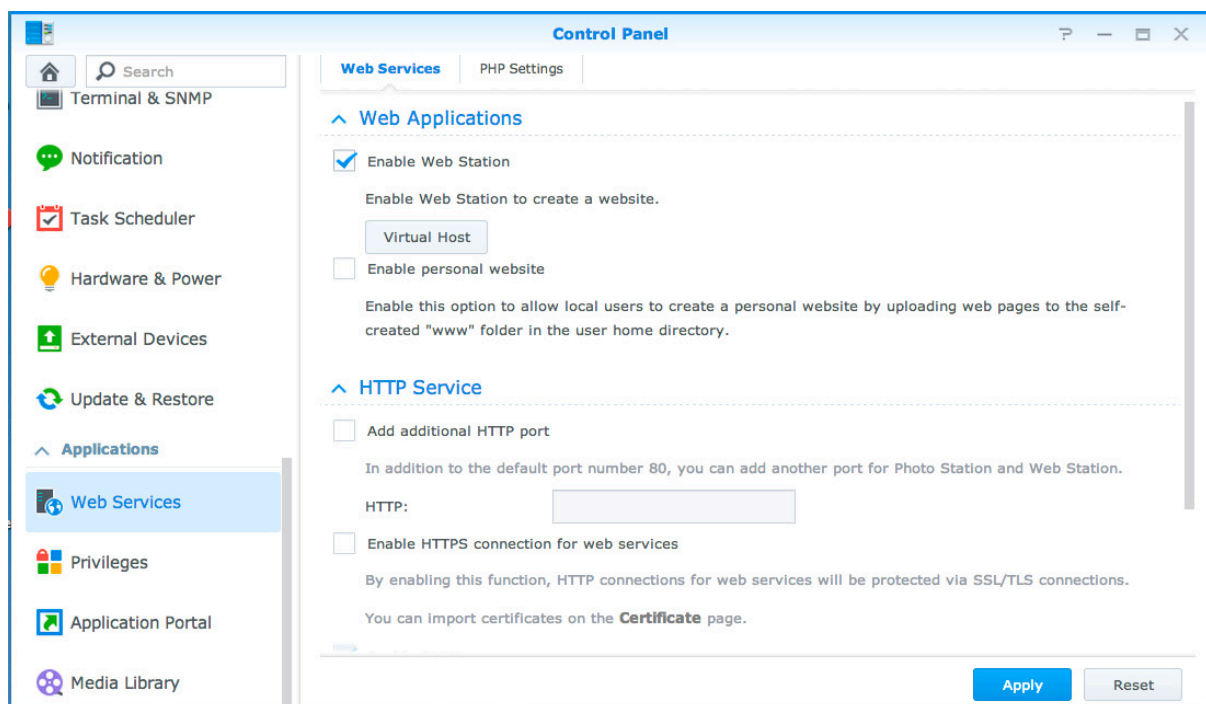 Control Panel
Search
Terminal & SNMP
Notification
Task Scheduler
Hardware & Power
External Devices
Update & Restore
Applications
Web Services
Privileges
Application Portal
Media Library
Web Services
PHP Settings
Web Applications
Enable Web Station
Enable Web Station to create a website.
Virtual Host
Enable personal website
Enable this option to allow local users to create a personal website by uploading web pages to the self-
created "www" folder in the user home directory.
HTTP Service
Add additional HTTP port
In addition to the default port number 80, you can add another port for Photo Station and Web Station.
HTTP:
Enable HTTPS connection for web services
By enabling this function, HTTP connections for web services will be protected via SSL/TLS connections.
You can import certificates on the Certificate page.
Apply
Reset